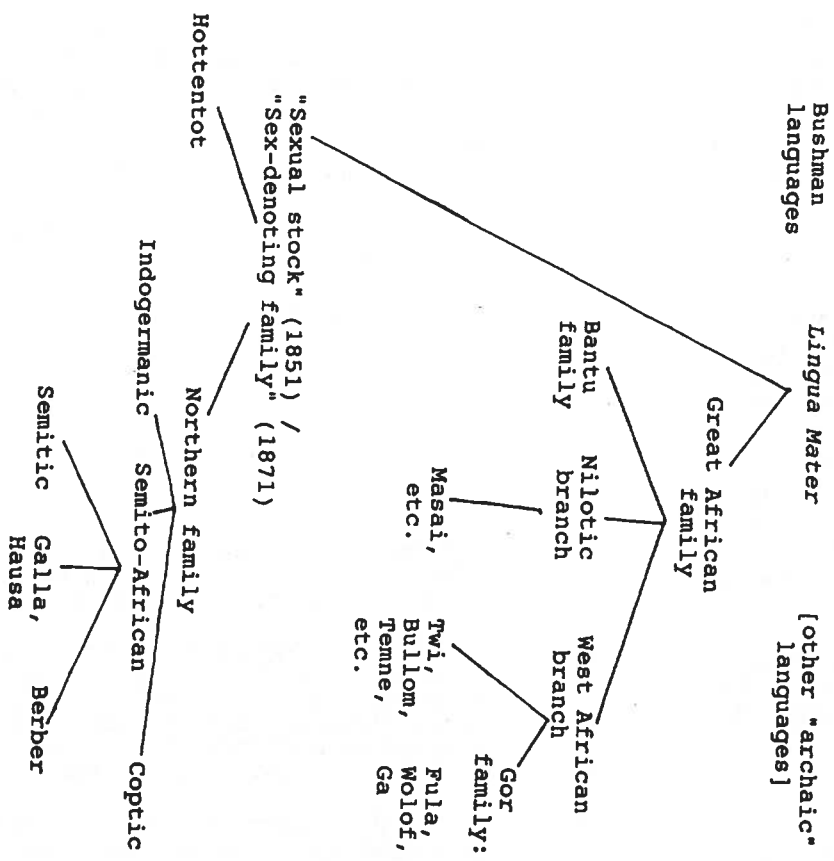 Bushman
languages
Lingua Mater
[other "archaic"
languages]
Great African
family
Bantu
family
Nilotic
branch
West African
branch
Masai,
etc.
Twi,
Bullom,
Temne,
etc.
Gor
family:
Fula,
Wolof,
Ga
"Sexual stock" (1851) /
"Sex-denoting family" (1871)
Hottentot
Northern family
Indogermanic
Semito-African
Coptic
Semitic
Galla,
Hausa
Berber